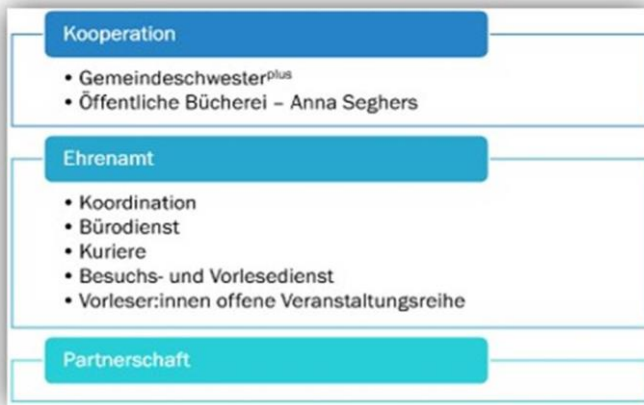 Kooperation
• Gemeindeschwesterᵖˡᵘˢ
• Öffentliche Bücherei – Anna Seghers
Ehrenamt
• Koordination
• Bürodienst
• Kuriere
• Besuchs- und Vorlesedienst
• Vorleser:innen offene Veranstaltungsreihe
Partnerschaft